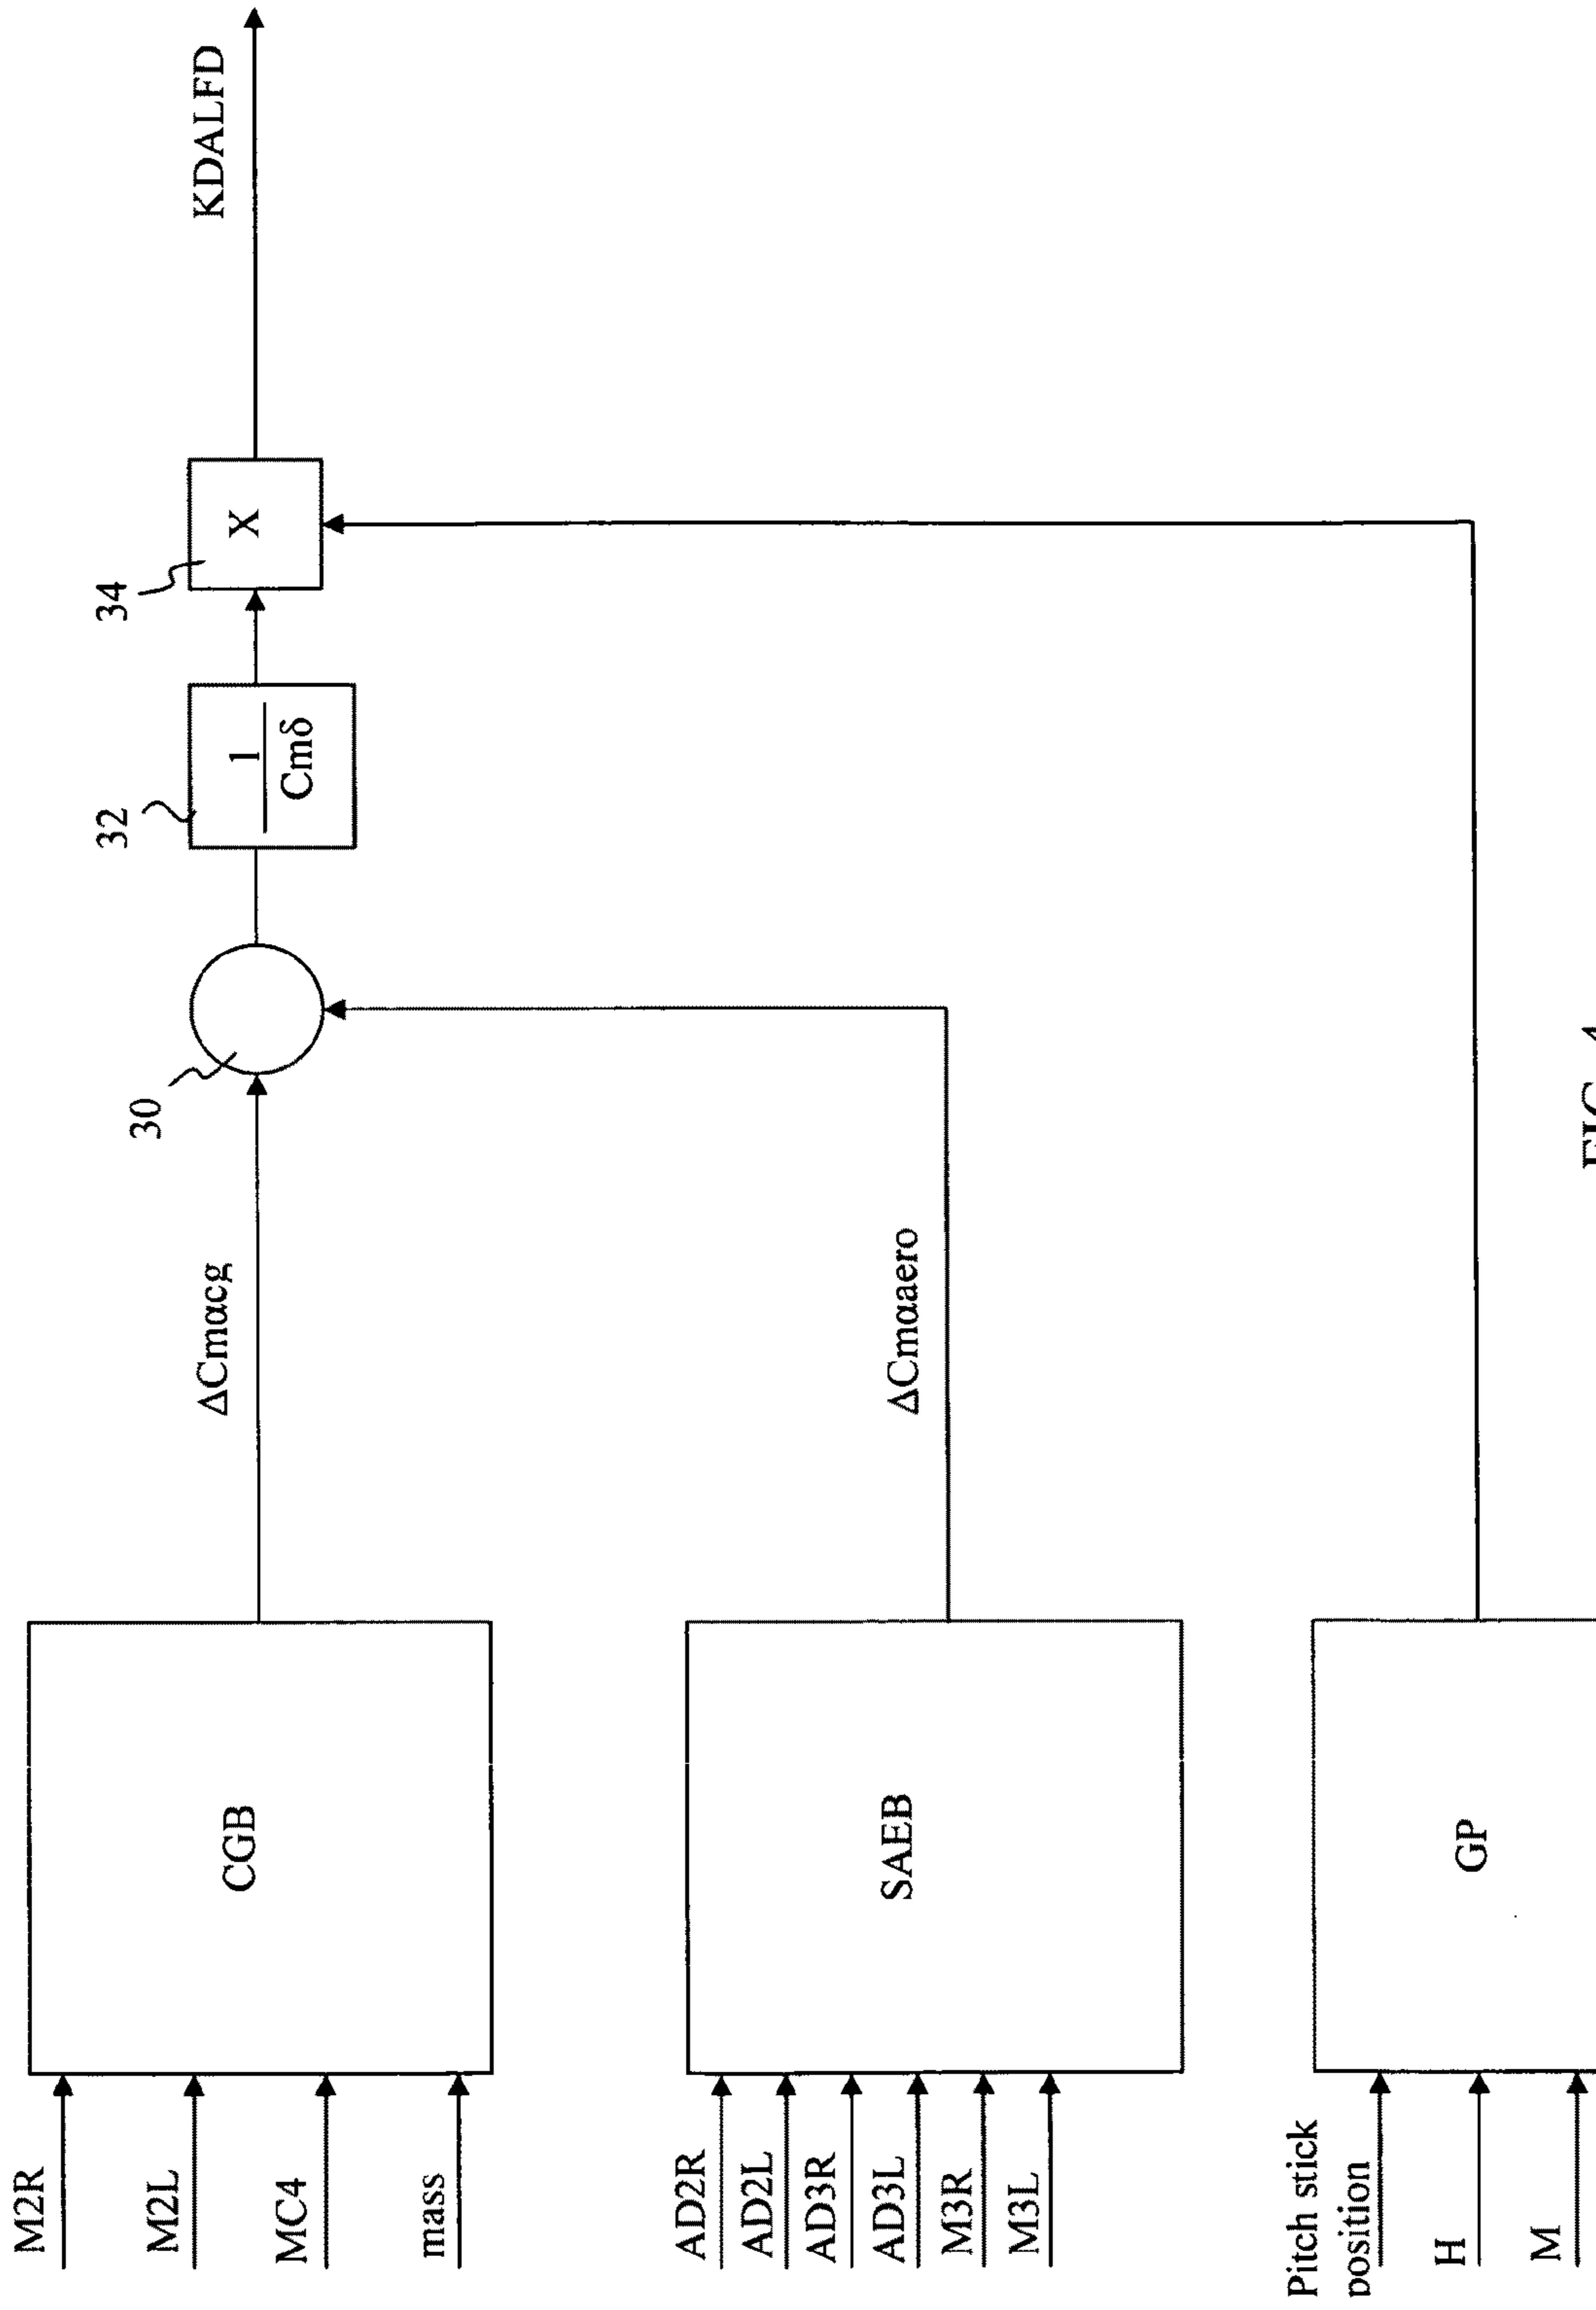 M2R
M2L
MC4
mass
CGB
ΔCmαcg
30
32
1
Cmδ
34
X
KDALFD
AD2R
AD2L
AD3R
AD3L
M3R
M3L
SAEB
ΔCmαaero
Pitch stick
position
H
M
GP